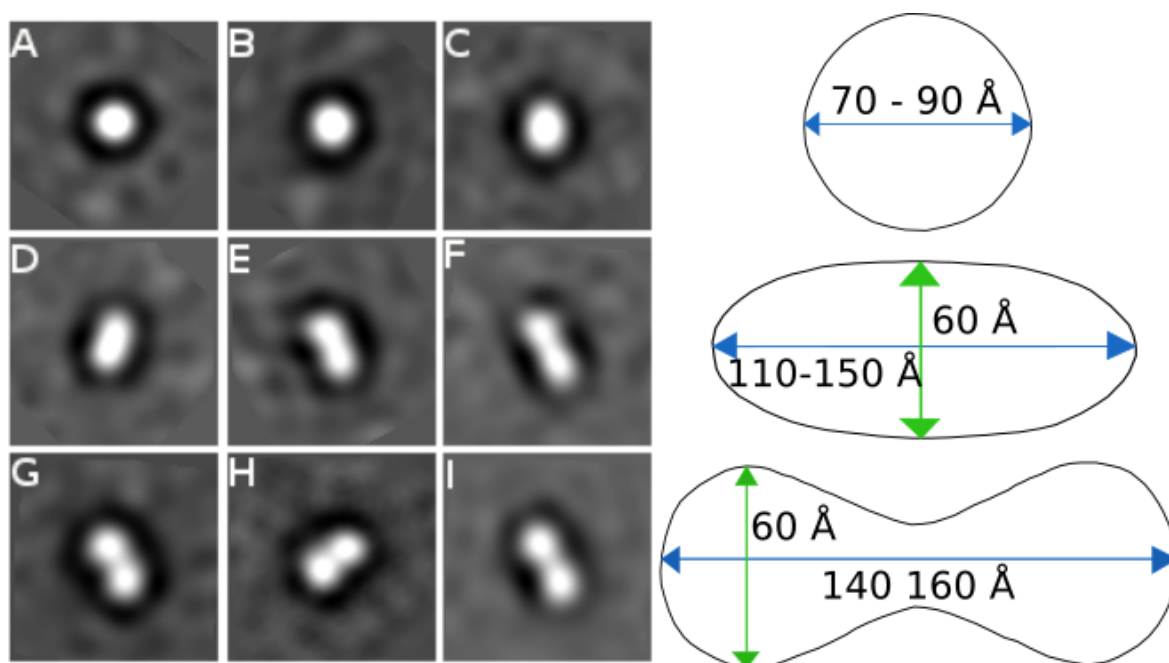 A B C
70 - 90 Å
D E F
60 Å
110-150 Å
G H I
60 Å
140 160 Å